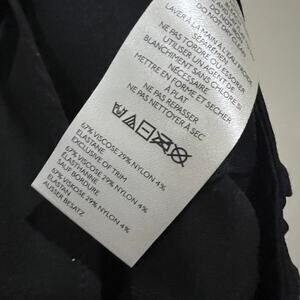 LAVER À LA MAIN À L'EAU FROIDE
SÉPARÉMENT
NE PAS TORDRE OU ESSORER
UTILISER UN AGENT DE
BLANCHIMENT SANS CHLORE SI
NÉCESSAIRE
METTRE EN FORME ET SÉCHER
À PLAT
NE PAS REPASSER
NE PAS NETTOYER À SEC
67% VISCOSE 29% NYLON 4%
ELASTANE
EXCLUSIVE OF TRIM
67% VISCOSE 29% NYLON 4%
ELASTHANNE
SAUF BORDURE
67% VISKOSE 29% NYLON 4%
ELASTAN
AUßER BESATZ